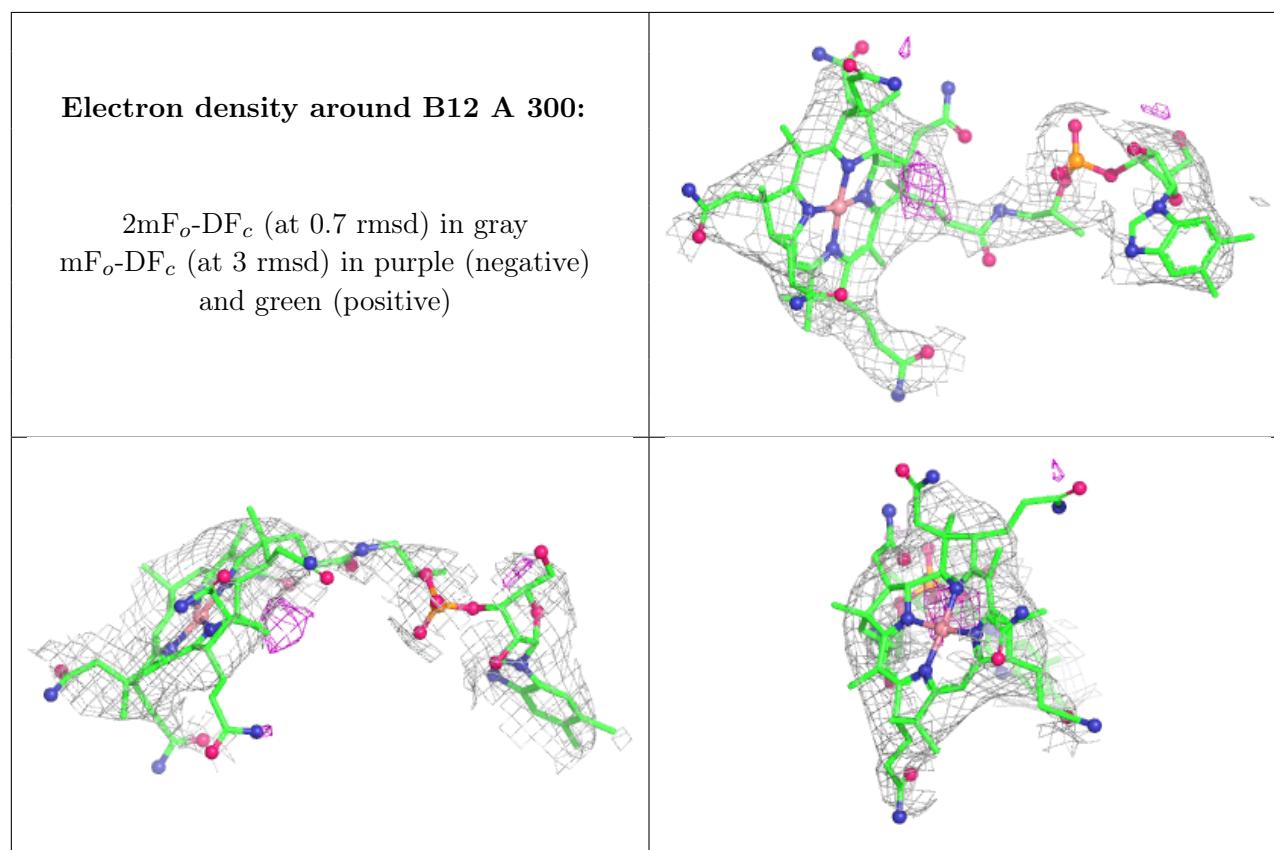 Electron density around B12 A 300:
2mFo-DFc (at 0.7 rmsd) in gray
mFo-DFc (at 3 rmsd) in purple (negative)
and green (positive)